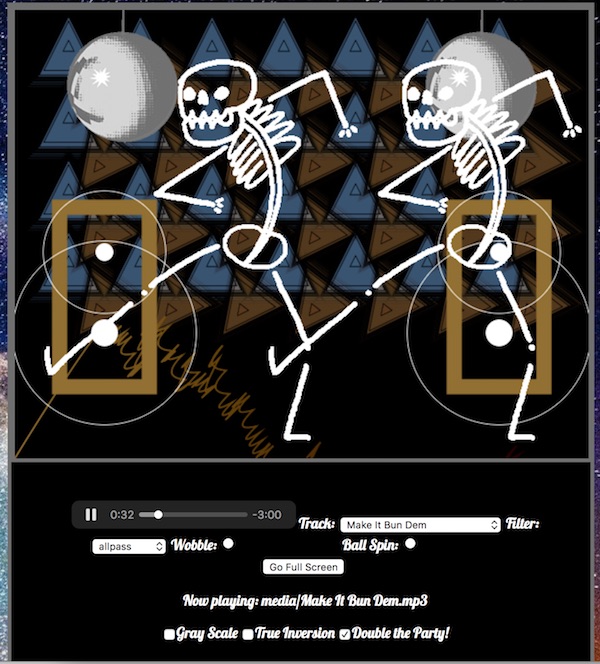 0:32 -3:00 Track: Make It Bun Dem Filter:
allpass Wobble: Ball Spin:
Go Full Screen
Now playing: media/Make It Bun Dem.mp3
Gray Scale True Inversion Double the Party!